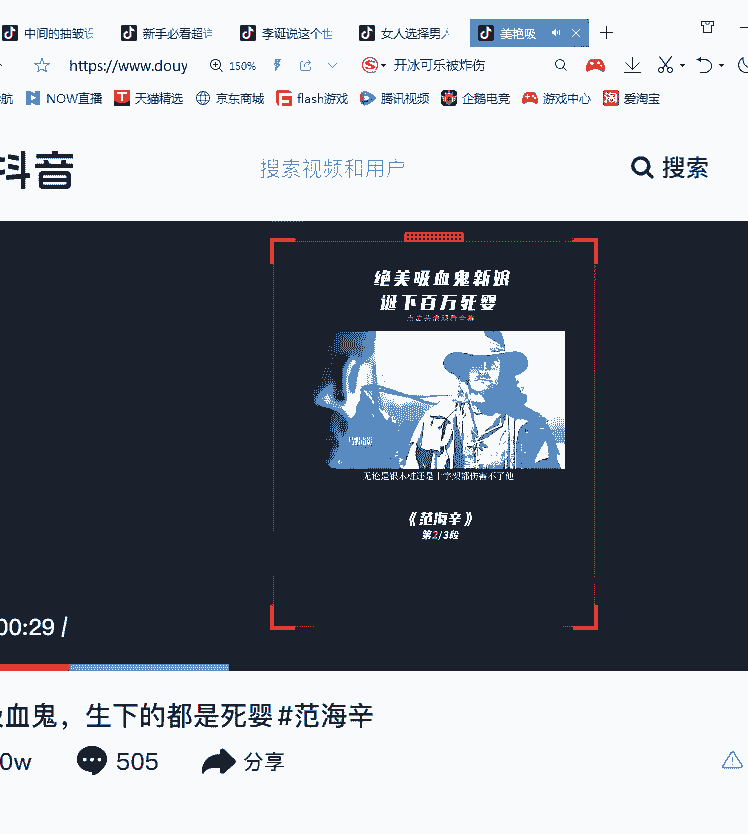 中间的抽皱
新手必看超
李诞说这个世
女人选择男人
美艳吸
https://www.douy
150%
开冰可乐被炸伤
航
NOW直播
天猫精选
京东商城
flash游戏
腾讯视频
企鹅电竞
游戏中心
爱淘宝
抖音
搜索视频和用户
搜索
绝美吸血鬼新娘
诞下百万死婴
无论是银木桩还是十字架都伤害不了他
《范海辛》
第2/3段
00:29 /
吸血鬼，生下的都是死婴#范海辛
0w
505
分享